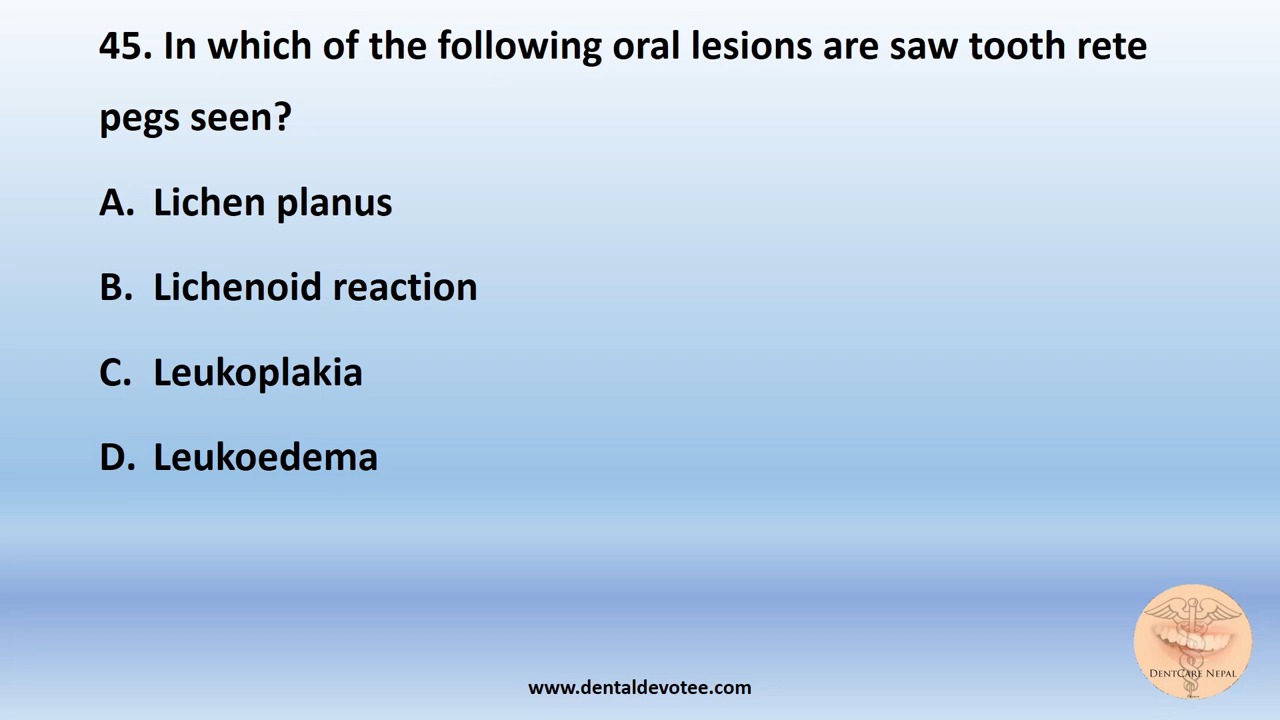 45. In which of the following oral lesions are saw tooth rete
pegs seen?
A. Lichen planus
B. Lichenoid reaction
C. Leukoplakia
D. Leukoedema
DENTCARE NEPAL
www.dentaldevotee.com